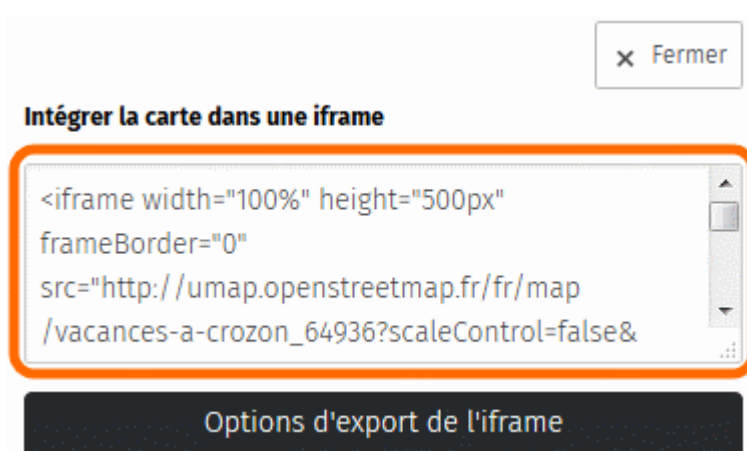 × Fermer
Intégrer la carte dans une iframe
<iframe width="100%" height="500px"
frameBorder="0"
src="http://umap.openstreetmap.fr/fr/map
/vacances-a-crozon_64936?scaleControl=false&
Options d'export de l'iframe